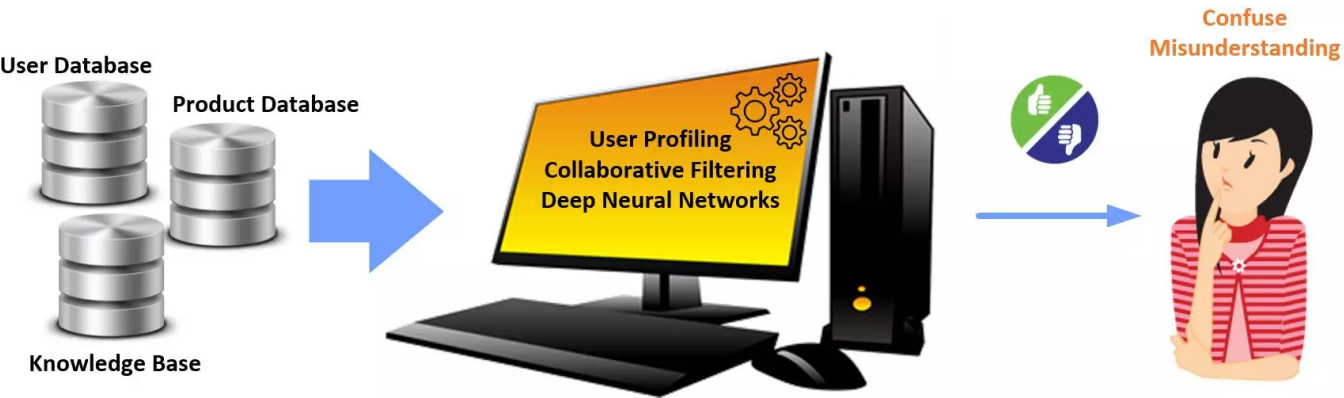 User Database
Product Database
Knowledge Base
User Profiling
Collaborative Filtering
Deep Neural Networks
Confuse
Misunderstanding